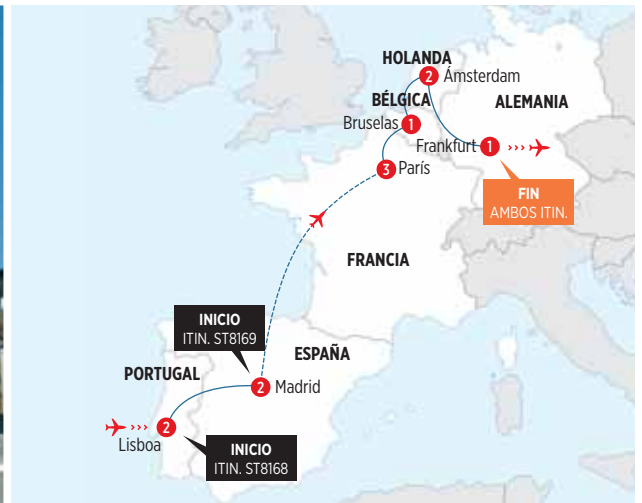 HOLANDA
2 Ámsterdam
BÉLGICA
ALEMANIA
Bruselas 1
Frankfurt 1
3 París
FIN
AMBOS ITIN.
FRANCIA
INICIO
ITIN. ST8169
ESPAÑA
PORTUGAL
2 Madrid
2
Lisboa
INICIO
ITIN. ST8168